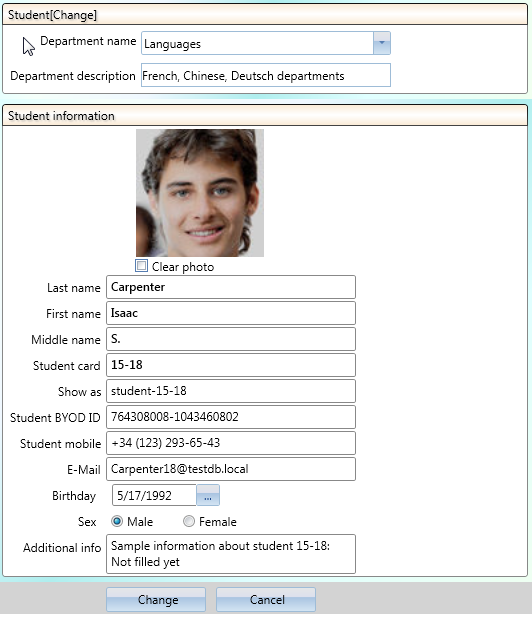 Student[Change]
Department name Languages
Department description French, Chinese, Deutsch departments
Student information
Clear photo
Last name Carpenter
First name Isaac
Middle name S.
Student card 15-18
Show as student-15-18
Student BYOD ID 764308008-1043460802
Student mobile +34 (123) 293-65-43
E-Mail Carpenter18@testdb.local
Birthday 5/17/1992 ...
Sex Male Female
Additional info Sample information about student 15-18:
Not filled yet
Change Cancel